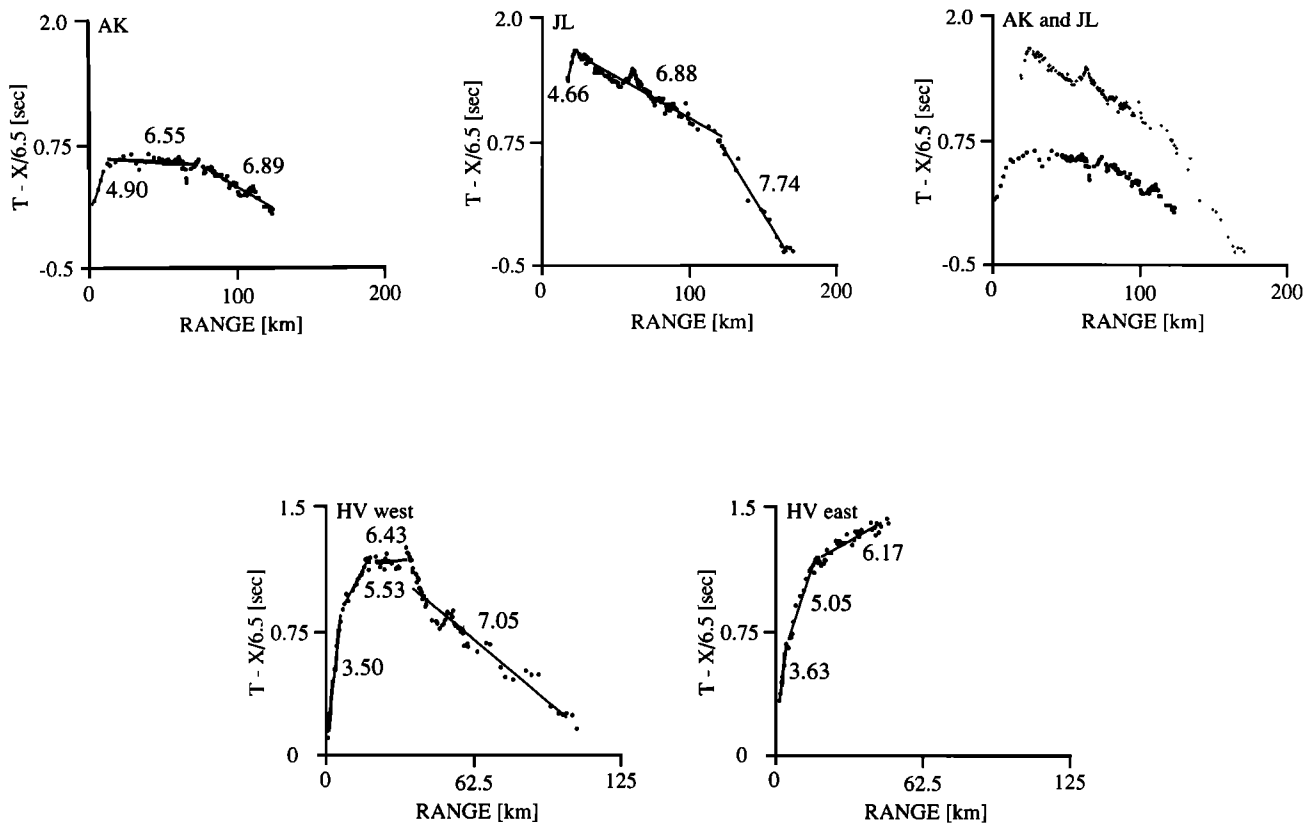 AK
2.0
0.75
-0.5
T - X/6.5 [sec]
6.55
6.89
4.90
0
100
200
RANGE [km]
JL
2.0
0.75
-0.5
T - X/6.5 [sec]
6.88
4.66
7.74
0
100
200
RANGE [km]
AK and JL
2.0
0.75
-0.5
T - X/6.5 [sec]
0
100
200
RANGE [km]
HV west
1.5
0.75
0
T - X/6.5 [sec]
6.43
5.53
7.05
3.50
0
62.5
125
RANGE [km]
HV east
1.5
0.75
0
T - X/6.5 [sec]
6.17
5.05
3.63
0
62.5
125
RANGE [km]